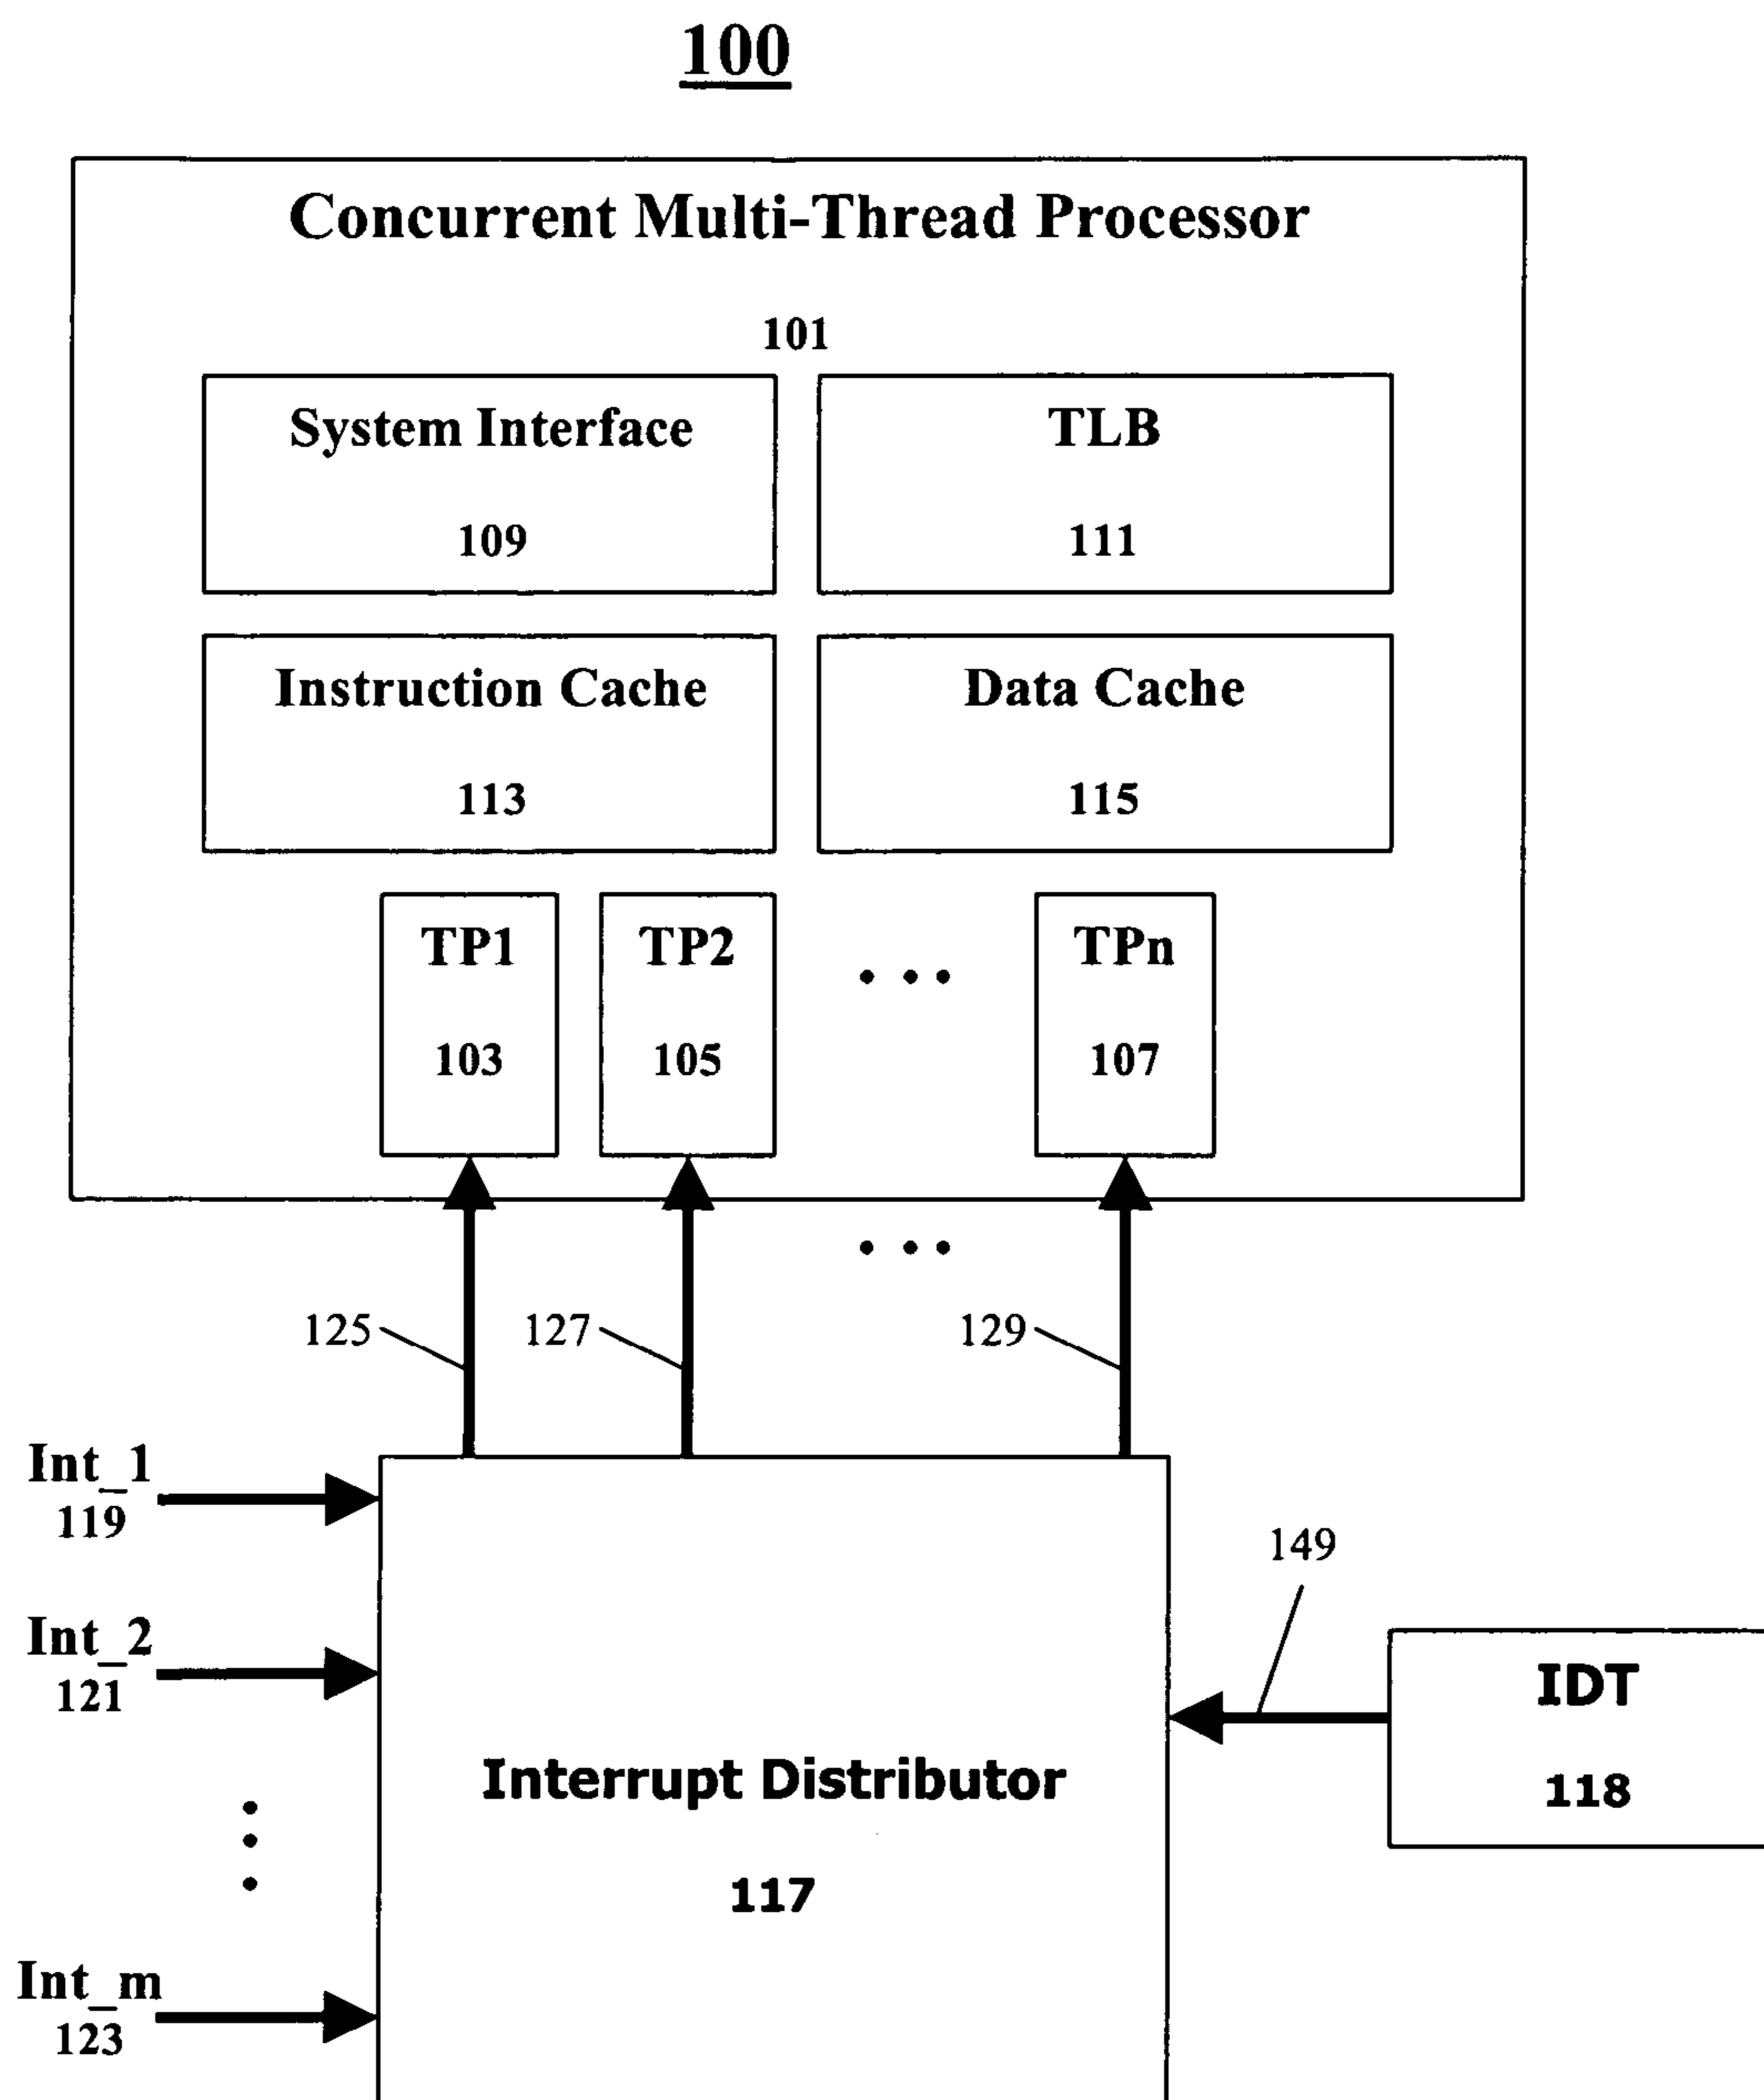 100
Concurrent Multi-Thread Processor
101
System Interface
109
TLB
111
Instruction Cache
113
Data Cache
115
TP1
103
TP2
105
• • •
TPn
107
• • •
125
127
129
Int_1
119
Int_2
121
Int_m
123
Interrupt Distributor
117
149
IDT
118